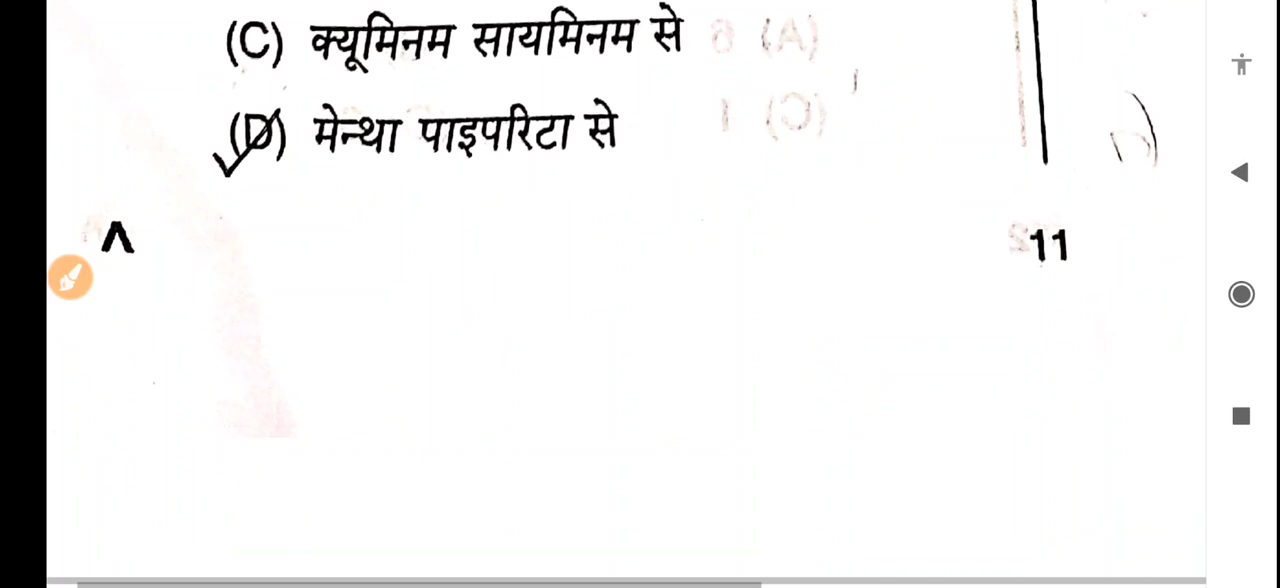 (C) क्यूमिनम सायमिनम से
(D) मेन्था पाइपरिटा से
Λ
11